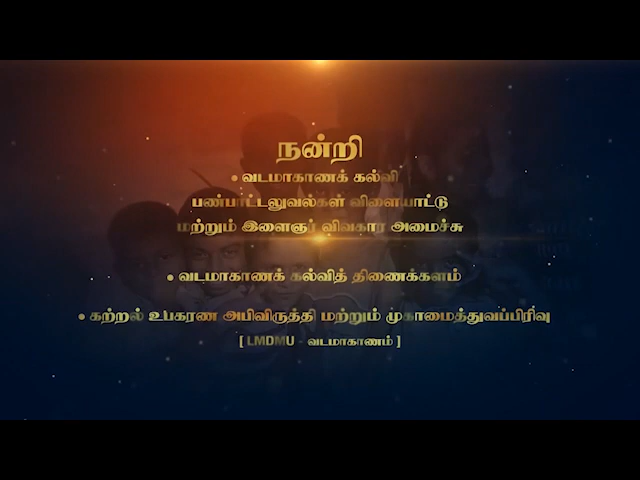 நன்றி
• வடமாகாணக் கல்வி
பண்பாட்டலுவல்கள் விளையாட்டு
மற்றும் இளைஞர் விவகார அமைச்சு
• வடமாகாணக் கல்வித் திணைக்களம்
• கற்றல் உபகரண அபிவிருத்தி மற்றும் முகாமைத்துவப்பிரிவு
[ LMDMU - வடமாகாணம் ]